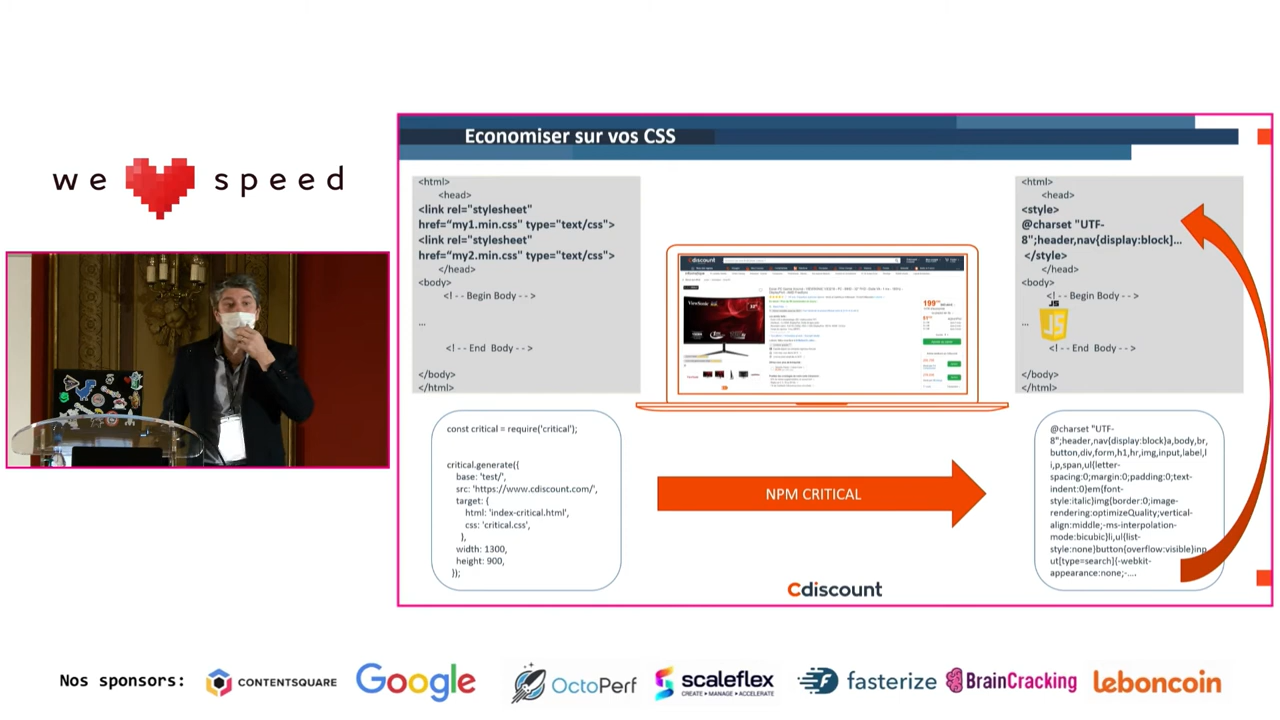 we speed
Economiser sur vos CSS
<html>
<head>
<link rel="stylesheet"
href=“my1.min.css" type="text/css">
<link rel="stylesheet"
href=“my2.min.css" type="text/css">
</head>
<body>
<!-- Begin Body -->
...
<!-- End Body -->
</body>
</html>
Cdiscount
ViewSonic
199
<html>
<head>
<style>
@charset "UTF-
8";header,nav{display:block}...
</style>
</head>
<body>
<!-- Begin Body -->
JS
JS
...
<!-- End Body -->
</body>
</html>
const critical = require('critical');
critical.generate({
base: 'test/',
src: 'https://www.cdiscount.com/',
target: {
html: 'index-critical.html',
css: 'critical.css',
},
width: 1300,
height: 900,
});
NPM CRITICAL
@charset "UTF-
8";header,nav{display:block}a,body,br,
button,div,form,h1,hr,img,input,label,l
i,p,span,ul{letter-
spacing:0;margin:0;padding:0;text-
indent:0}em{font-
style:italic}img{border:0;image-
rendering:optimizeQuality;vertical-
align:middle;-ms-interpolation-
mode:bicubic}li,ul{list-
style:none}button{overflow:visible}inp
ut[type=search]{-webkit-
appearance:none;-....
Cdiscount
Nos sponsors:
CONTENTSQUARE
Google
OctoPerf
scaleflex
CREATE • MANAGE • ACCELERATE
fasterize
BrainCracking
leboncoin